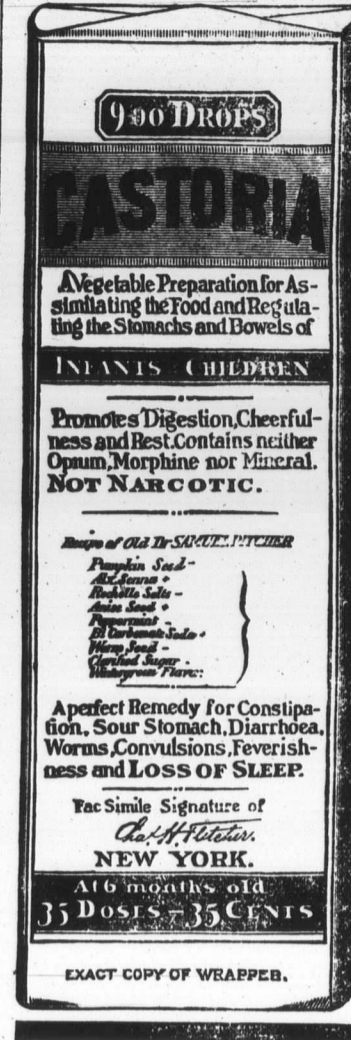 900 DROPS
CASTORIA
A Vegetable Preparation for As-
similating the Food and Regula-
ting the Stomachs and Bowels of
INFANTS CHILDREN
Promotes Digestion, Cheerful-
ness and Rest. Contains neither
Opium, Morphine nor Mineral.
NOT NARCOTIC.
Recipe of Old Dr SAMUEL PITCHER
Pumpkin Seed -
Alx. Senna +
Rochelle Salts -
Anise Seed +
Peppermint -
Bi Carbonate Soda +
Worm Seed -
Clarified Sugar .
Wintergreen Flavor:
A perfect Remedy for Constipa-
tion, Sour Stomach, Diarrhoea,
Worms, Convulsions, Feverish-
ness and LOSS OF SLEEP.
Fac Simile Signature of
Chas. H. Fletcher.
NEW YORK.
At 6 months old
35 DOSES - 35 CENTS
EXACT COPY OF WRAPPER.